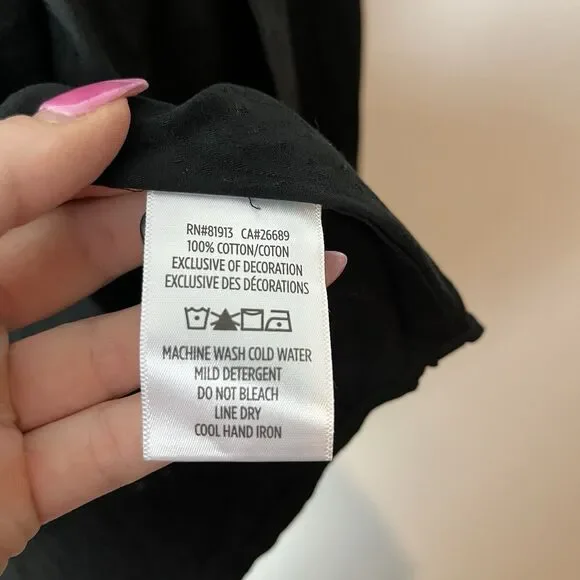 RN#81913 CA#26689
100% COTTON/COTON
EXCLUSIVE OF DECORATION
EXCLUSIVE DES DÉCORATIONS
MACHINE WASH COLD WATER
MILD DETERGENT
DO NOT BLEACH
LINE DRY
COOL HAND IRON